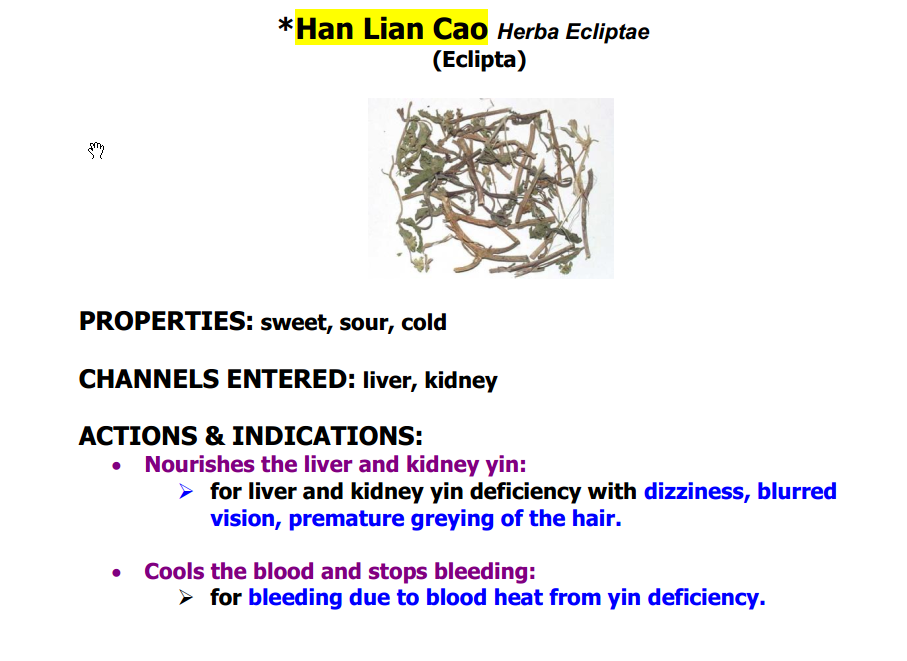 *Han Lian Cao Herba Ecliptae
(Eclipta)
PROPERTIES: sweet, sour, cold
CHANNELS ENTERED: liver, kidney
ACTIONS & INDICATIONS:
• Nourishes the liver and kidney yin:
➢ for liver and kidney yin deficiency with dizziness, blurred
vision, premature greying of the hair.
• Cools the blood and stops bleeding:
➢ for bleeding due to blood heat from yin deficiency.